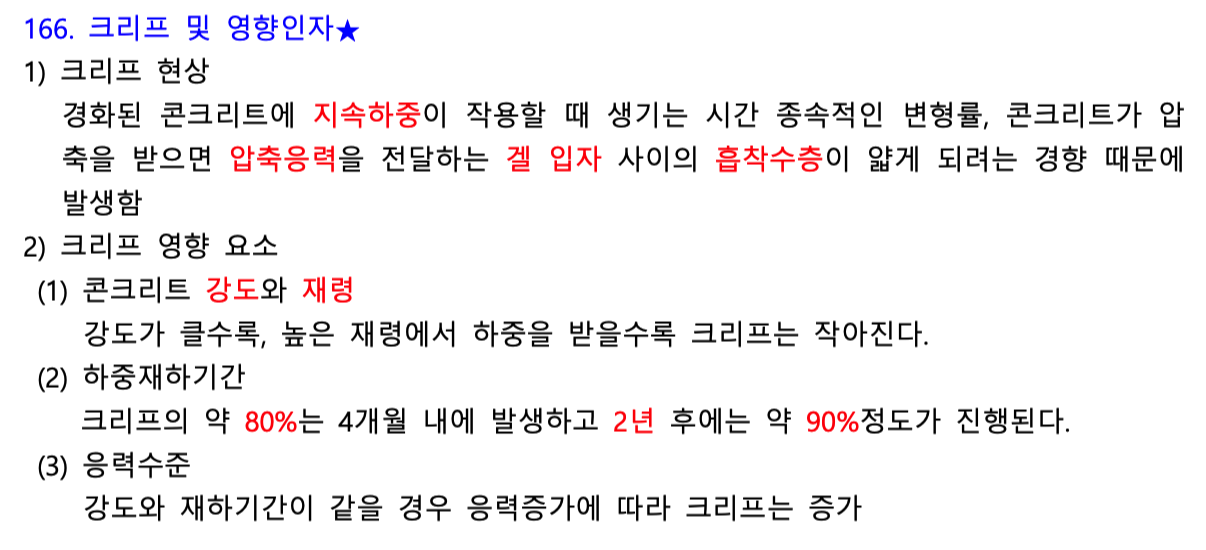 166. 크리프 및 영향인자★
1) 크리프 현상
경화된 콘크리트에 지속하중이 작용할 때 생기는 시간 종속적인 변형률, 콘크리트가 압
축을 받으면 압축응력을 전달하는 겔 입자 사이의 흡착수층이 얇게 되려는 경향 때문에
발생함
2) 크리프 영향 요소
(1) 콘크리트 강도와 재령
강도가 클수록, 높은 재령에서 하중을 받을수록 크리프는 작아진다.
(2) 하중재하기간
크리프의 약 80%는 4개월 내에 발생하고 2년 후에는 약 90%정도가 진행된다.
(3) 응력수준
강도와 재하기간이 같을 경우 응력증가에 따라 크리프는 증가